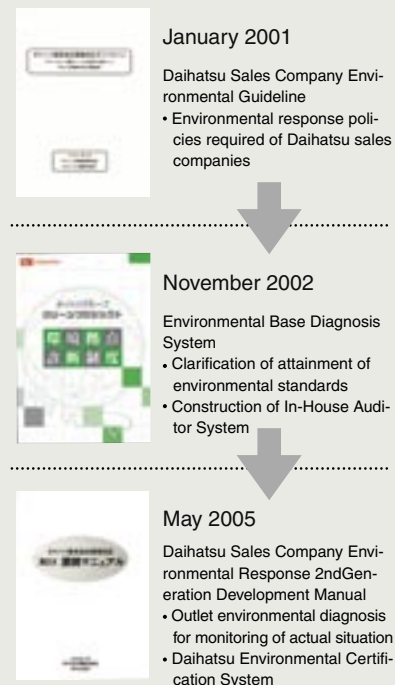 January 2001
Daihatsu Sales Company Envi-
ronmental Guideline
• Environmental response poli-
cies required of Daihatsu sales
companies
November 2002
Environmental Base Diagnosis
System
• Clarification of attainment of
environmental standards
• Construction of In-House Audi-
tor System
May 2005
Daihatsu Sales Company Envi-
ronmental Response 2ndGen-
eration Development Manual
• Outlet environmental diagnosis
for monitoring of actual situation
• Daihatsu Environmental Certifi-
cation System